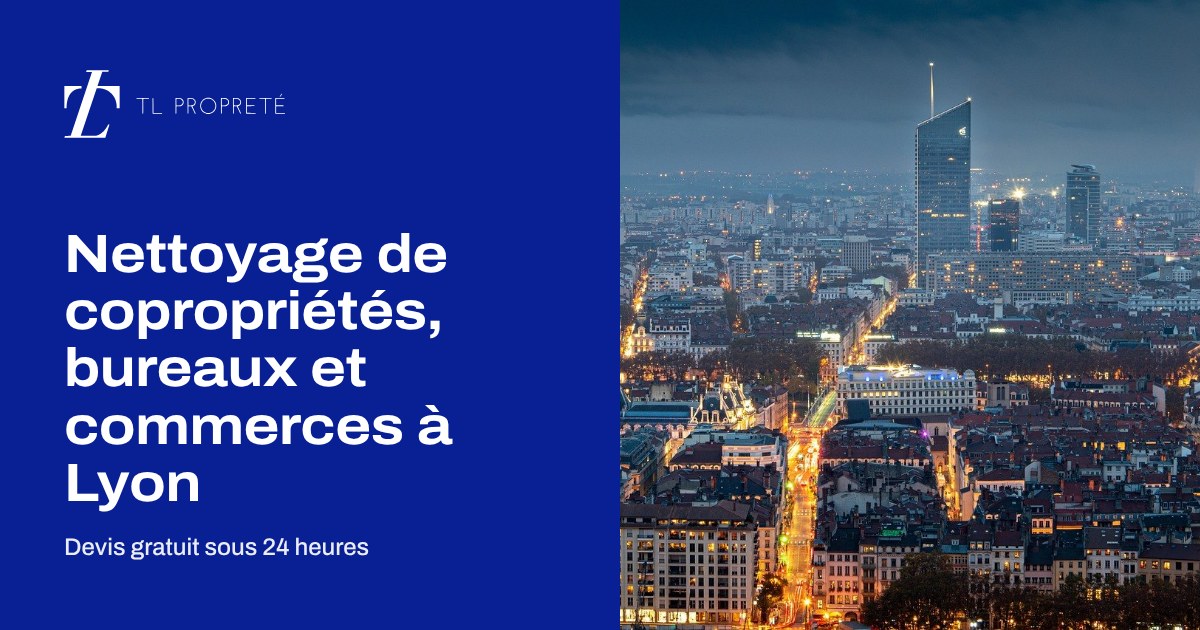 TL PROPRETÉ
Nettoyage de
copropriétés,
bureaux et
commerces à
Lyon
Devis gratuit sous 24 heures